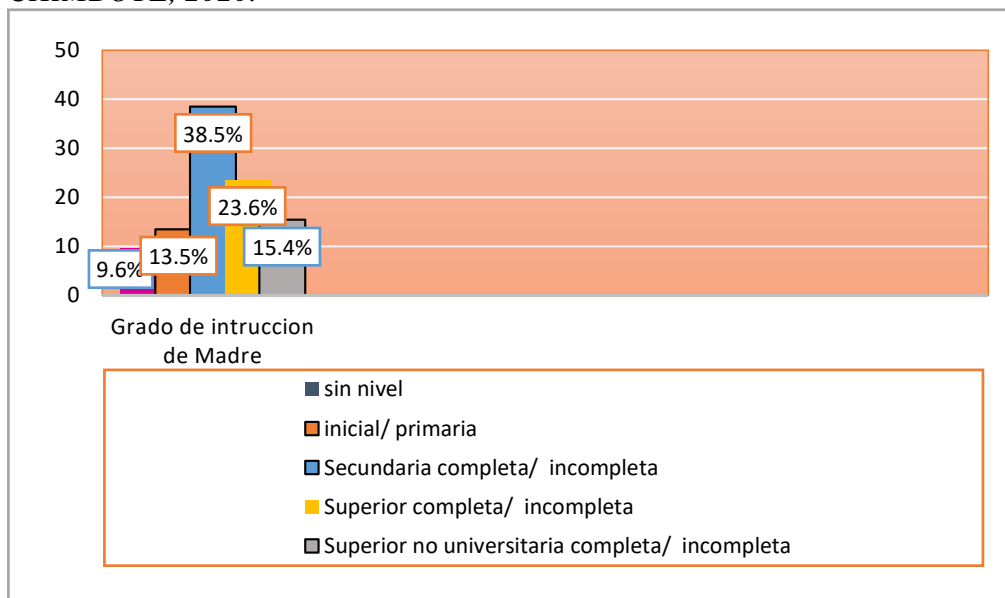 50
40
30
20
10
0
38.5%
23.6%
15.4%
13.5%
9.6%
Grado de intruccion
de Madre
sin nivel
inicial/ primaria
Secundaria completa/ incompleta
Superior completa/ incompleta
Superior no universitaria completa/ incompleta